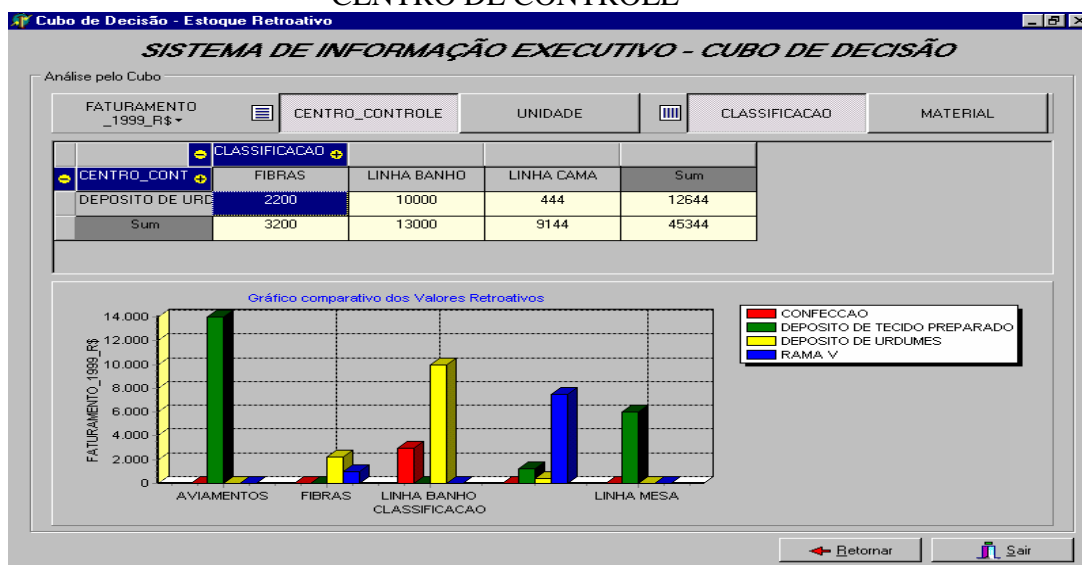 CENTRO DE CONTROLE
Cubo de Decisão - Estoque Retroativo
SISTEMA DE INFORMAÇÃO EXECUTIVO - CUBO DE DECISÃO
Análise pelo Cubo
FATURAMENTO _1999_R$ CENTRO_CONTROLE UNIDADE CLASSIFICACAO MATERIAL
CLASSIFICACAO
CENTRO_CONT FIBRAS LINHA BANHO LINHA CAMA Sum
DEPOSITO DE URD 2200 10000 444 12644
Sum 3200 13000 9144 45344
Gráfico comparativo dos Valores Retroativos
FATURAMENTO_1999_R$
14.000
12.000
10.000
8.000
6.000
4.000
2.000
0
AVIAMENTOS FIBRAS LINHA BANHO LINHA MESA
CLASSIFICACAO
CONFECCAO
DEPOSITO DE TECIDO PREPARADO
DEPOSITO DE URDUMES
RAMA V
Retornar Sair